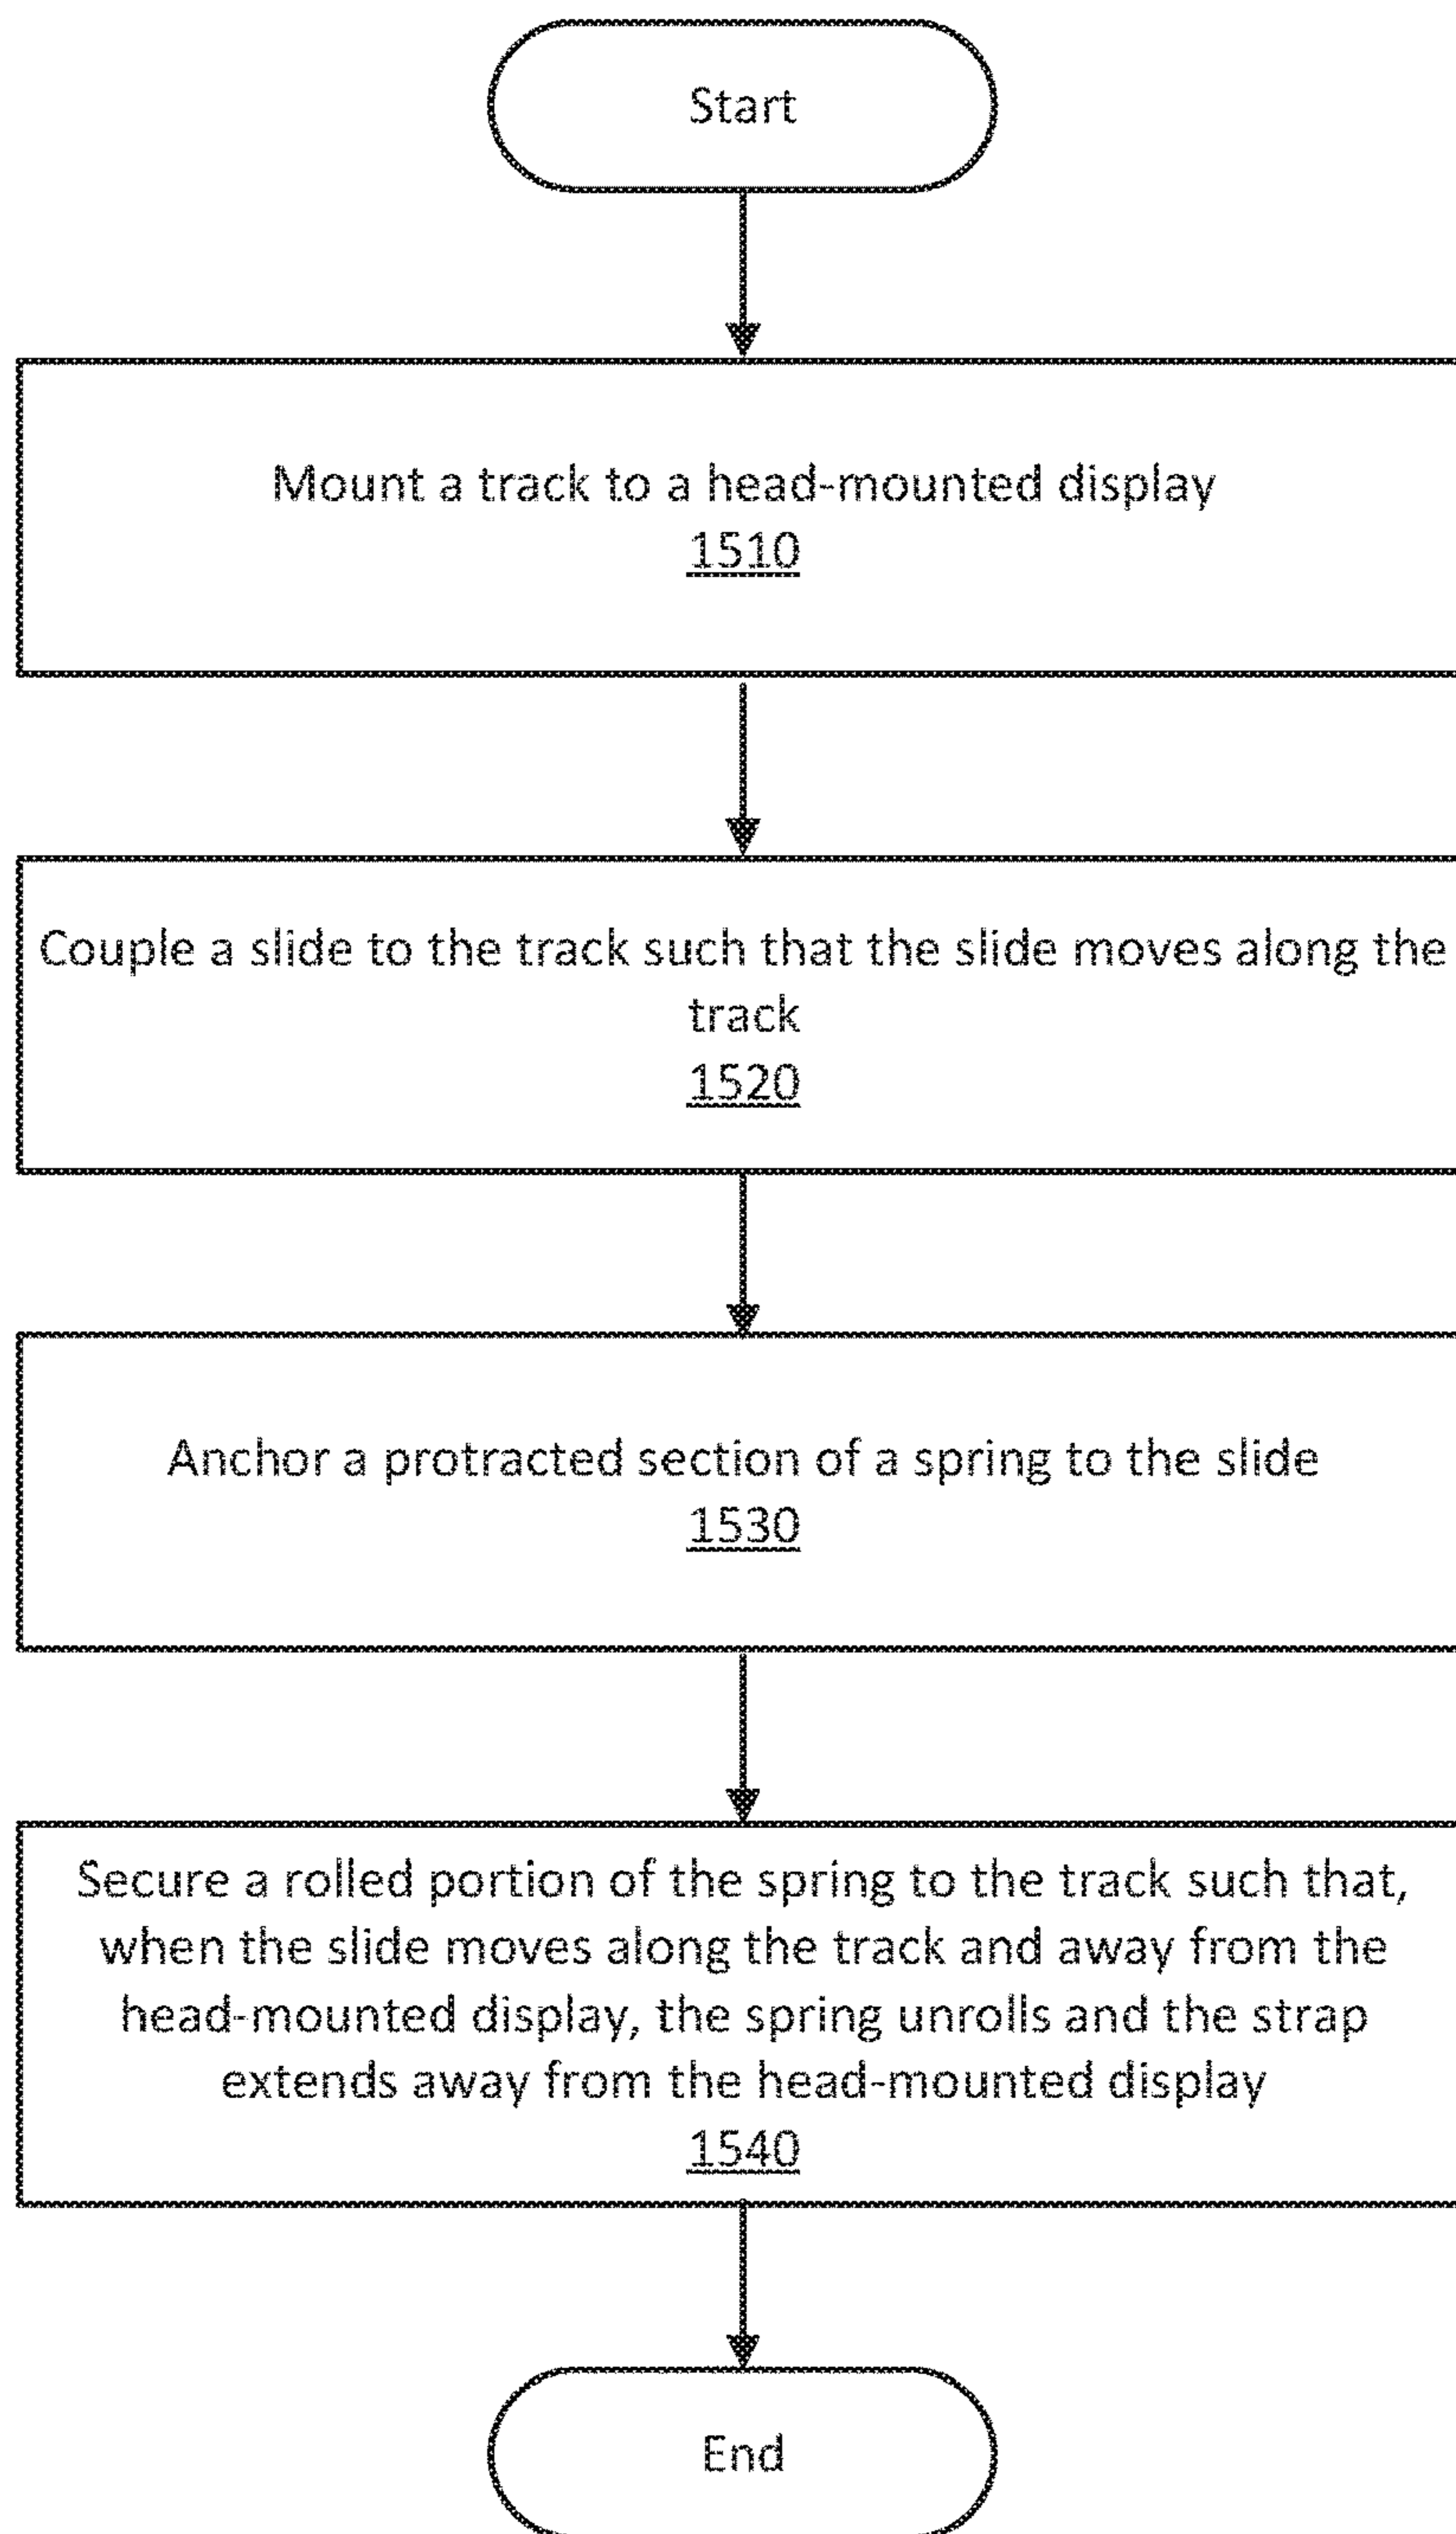 Start
Mount a track to a head-mounted display
1510
Couple a slide to the track such that the slide moves along the
track
1520
Anchor a protracted section of a spring to the slide
1530
Secure a rolled portion of the spring to the track such that,
when the slide moves along the track and away from the
head-mounted display, the spring unrolls and the strap
extends away from the head-mounted display
1540
End